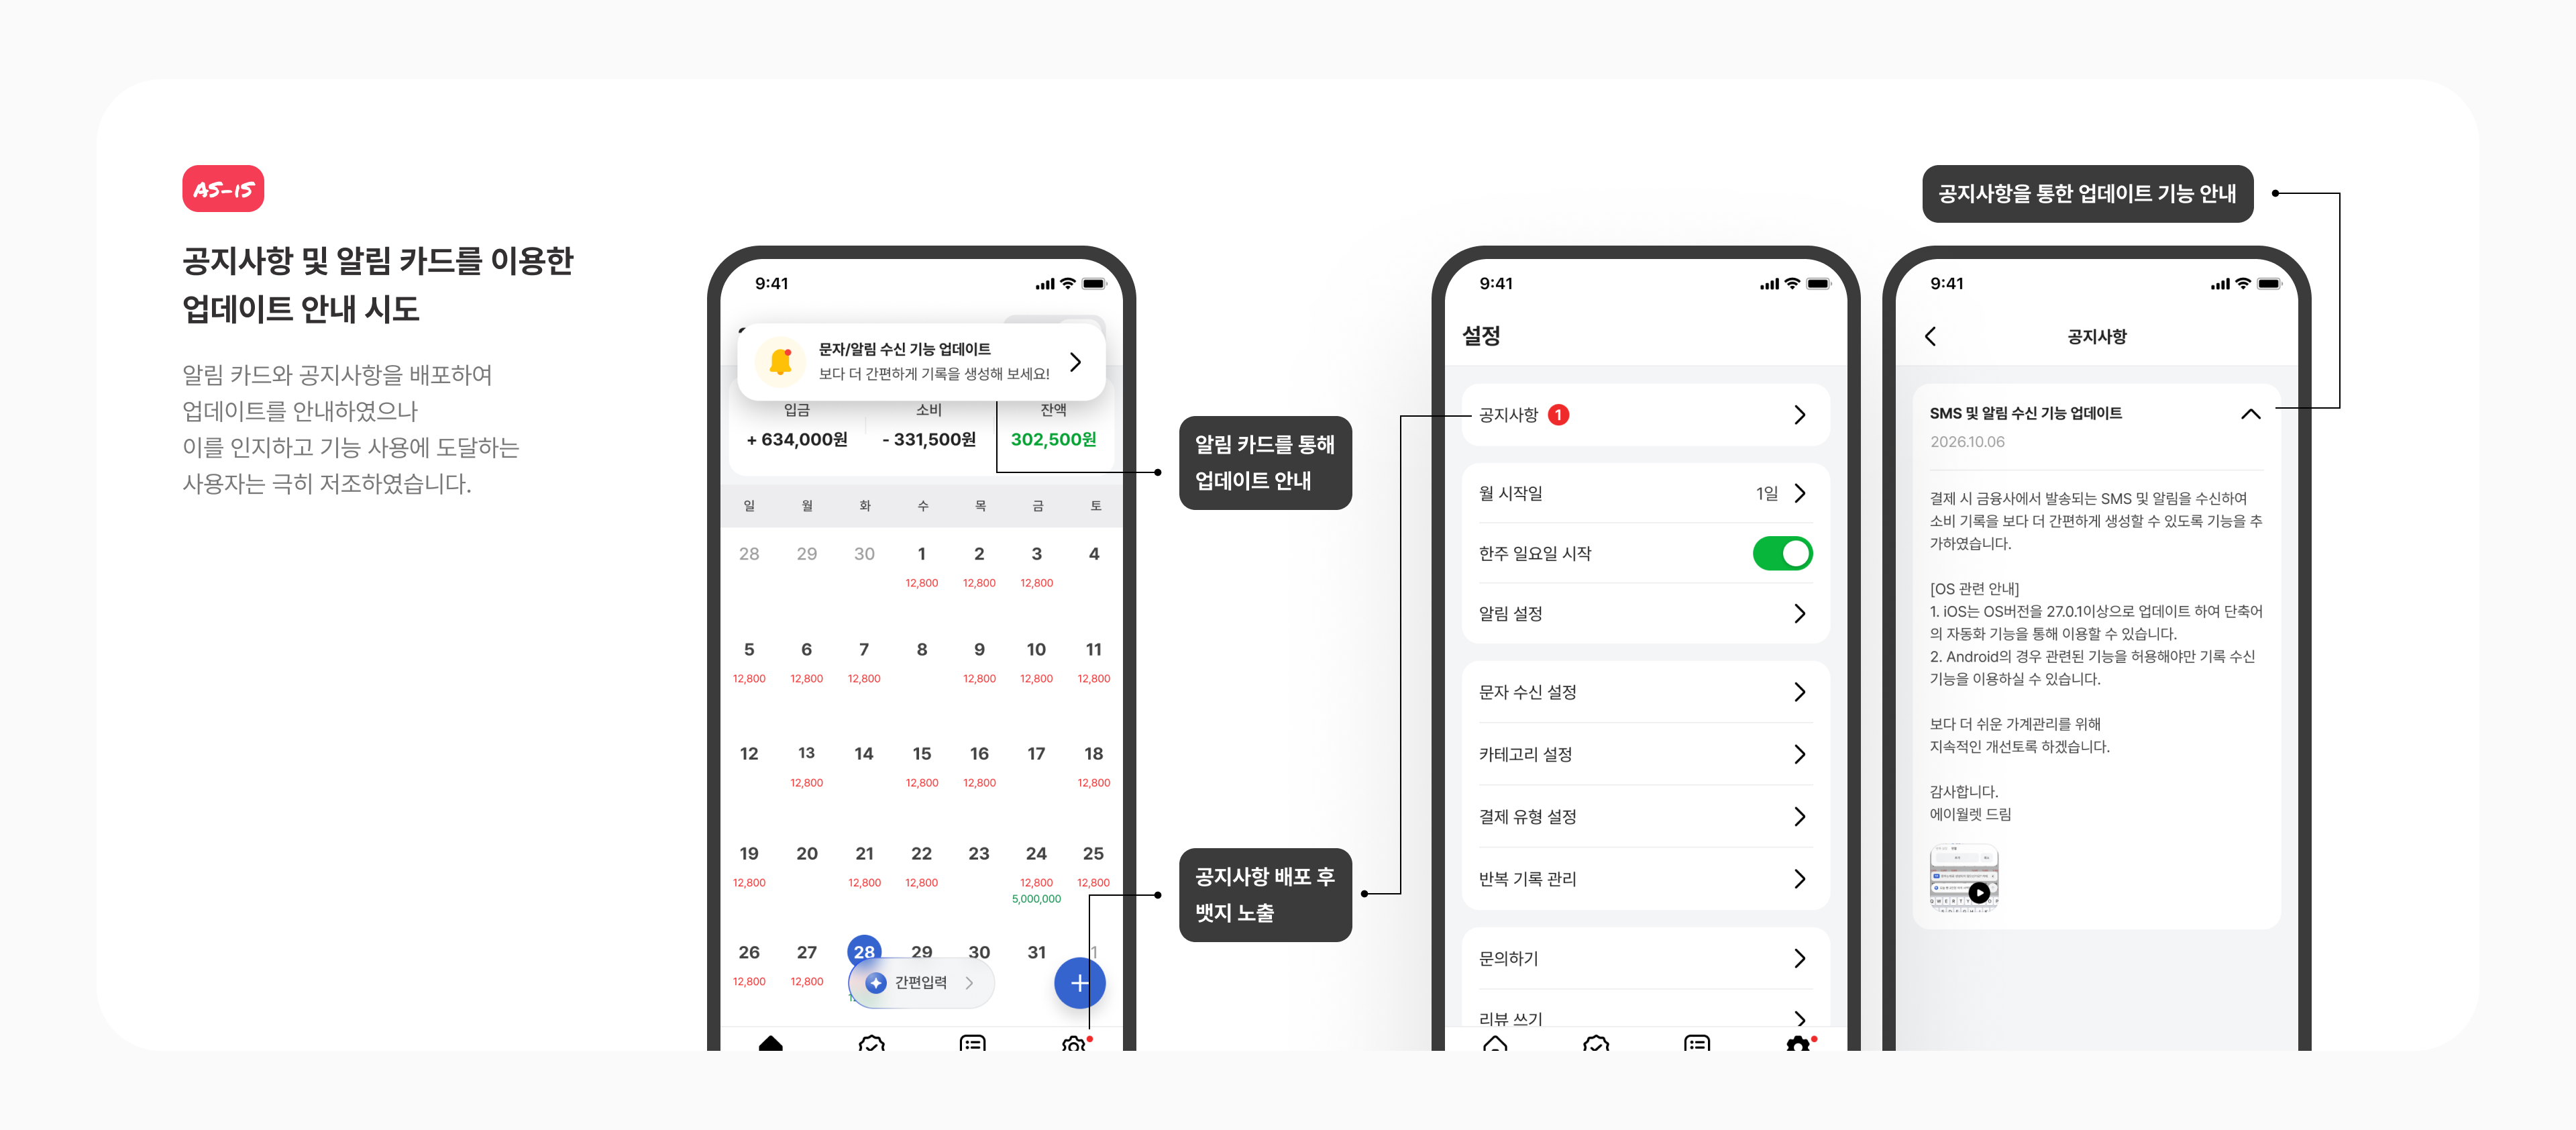 AS-IS
공지사항 및 알림 카드를 이용한
업데이트 안내 시도
알림 카드와 공지사항을 배포하여
업데이트를 안내하였으나
이를 인지하고 기능 사용에 도달하는
사용자는 극히 저조하였습니다.
9:41
문자/알림 수신 기능 업데이트
보다 더 간편하게 기록을 생성해 보세요!
입금 소비 잔액
+ 634,000원 - 331,500원 302,500원
일 월 화 수 목 금 토
28 29 30 1 2 3 4
12,800 12,800 12,800
5 6 7 8 9 10 11
12,800 12,800 12,800 12,800 12,800 12,800
12 13 14 15 16 17 18
12,800 12,800 12,800 12,800
19 20 21 22 23 24 25
12,800 12,800 12,800 12,800 12,800
5,000,000
26 27 28 29 30 31 1
12,800 12,800
간편입력
알림 카드를 통해
업데이트 안내
공지사항 배포 후
뱃지 노출
9:41
설정
공지사항 1
월 시작일 1일
한주 일요일 시작
알림 설정
문자 수신 설정
카테고리 설정
결제 유형 설정
반복 기록 관리
문의하기
리뷰 쓰기
공지사항을 통한 업데이트 기능 안내
9:41
공지사항
SMS 및 알림 수신 기능 업데이트
2026.10.06
결제 시 금융사에서 발송되는 SMS 및 알림을 수신하여
소비 기록을 보다 더 간편하게 생성할 수 있도록 기능을 추
가하였습니다.
[OS 관련 안내]
1. iOS는 OS버전을 27.0.1이상으로 업데이트 하여 단축어
의 자동화 기능을 통해 이용할 수 있습니다.
2. Android의 경우 관련된 기능을 허용해야만 기록 수신
기능을 이용하실 수 있습니다.
보다 더 쉬운 가계관리를 위해
지속적인 개선토록 하겠습니다.
감사합니다.
에이월렛 드림